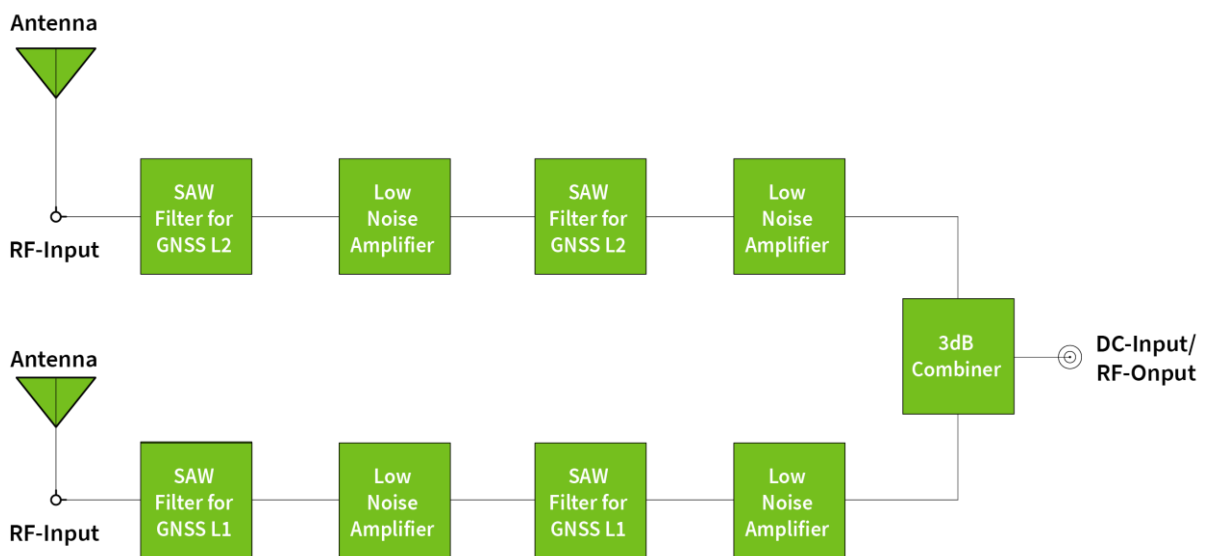 Antenna
RF-Input
SAW
Filter for
GNSS L2
Low
Noise
Amplifier
SAW
Filter for
GNSS L2
Low
Noise
Amplifier
3dB
Combiner
DC-Input/
RF-Onput
Antenna
RF-Input
SAW
Filter for
GNSS L1
Low
Noise
Amplifier
SAW
Filter for
GNSS L1
Low
Noise
Amplifier